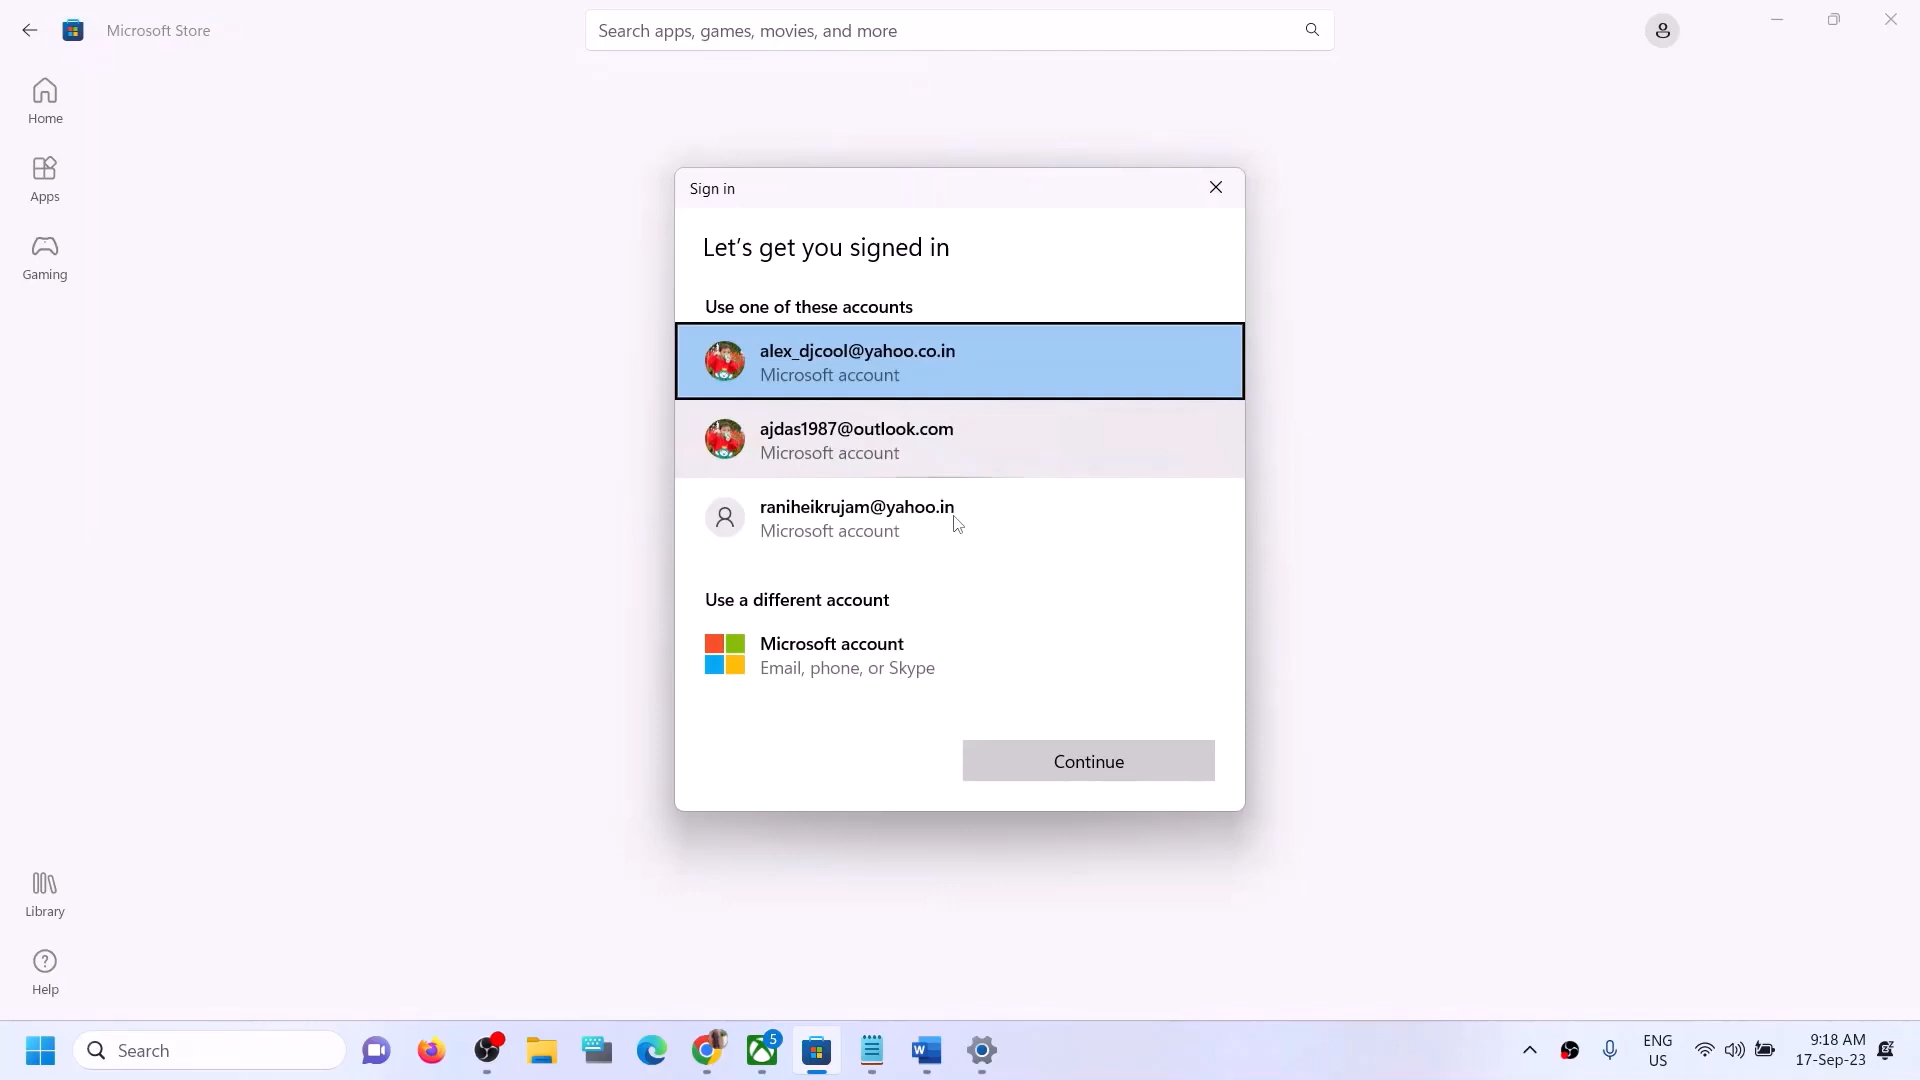 Microsoft Store
Search apps, games, movies, and more
Home
Apps
Gaming
Sign in
Let's get you signed in
Use one of these accounts
alex_djcool@yahoo.co.in
Microsoft account
ajdas1987@outlook.com
Microsoft account
raniheikrujam@yahoo.in
Microsoft account
Use a different account
Microsoft account
Email, phone, or Skype
Continue
Library
Help
Search
5
ENG
US
9:18 AM
17-Sep-23